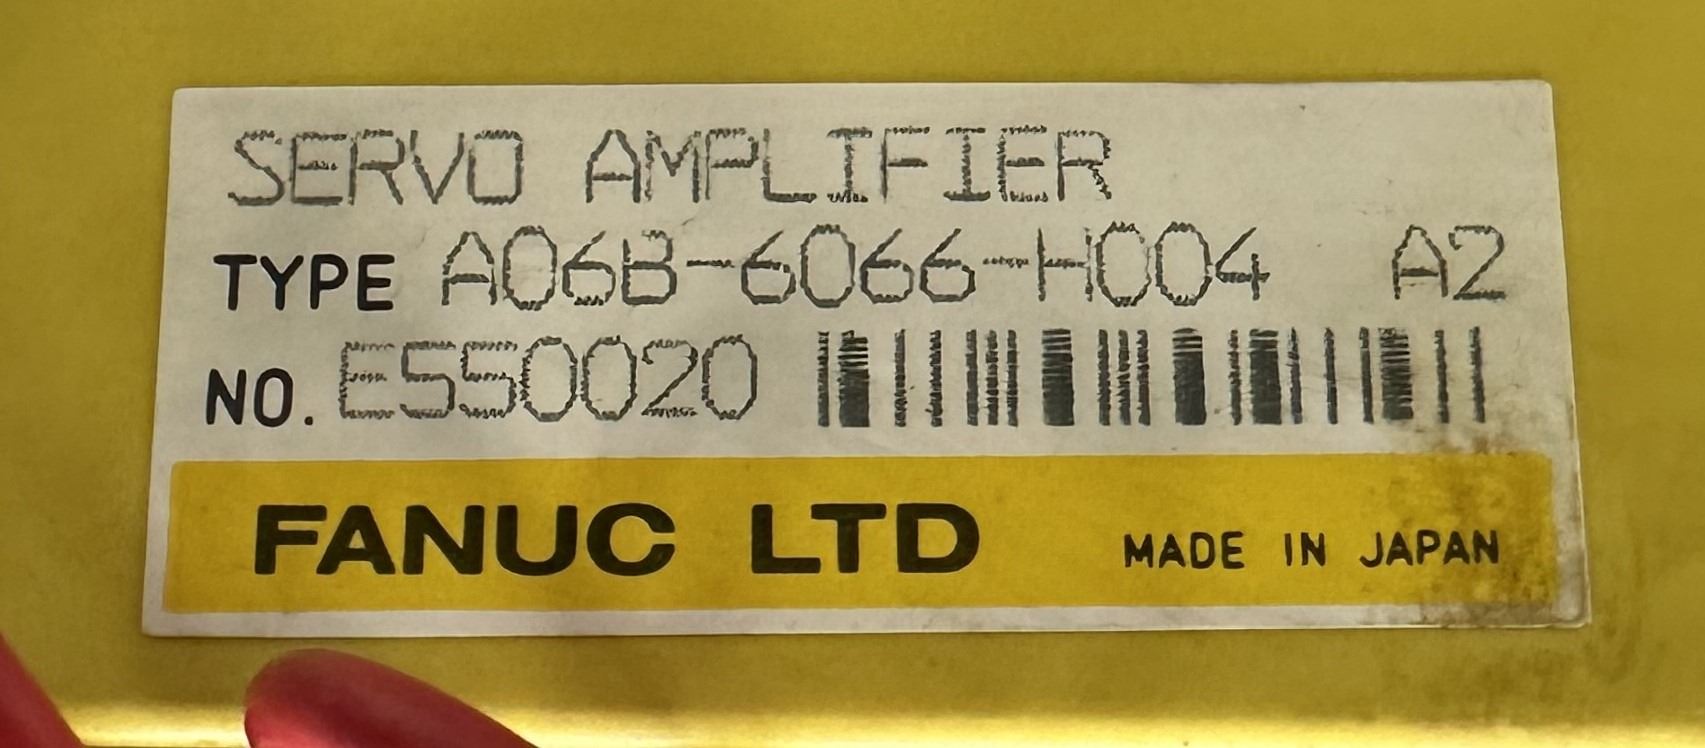 SERVO AMPLIFIER
TYPE A06B-6066-H004 A2
NO. E550020
FANUC LTD MADE IN JAPAN